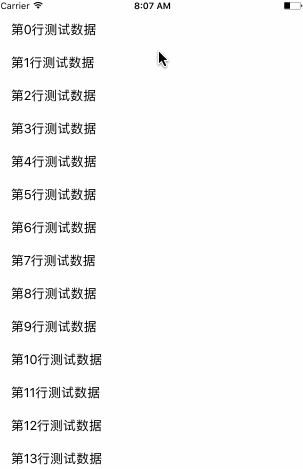 Carrier 8:07 AM
第0行测试数据
第1行测试数据
第2行测试数据
第3行测试数据
第4行测试数据
第5行测试数据
第6行测试数据
第7行测试数据
第8行测试数据
第9行测试数据
第10行测试数据
第11行测试数据
第12行测试数据
第13行测试数据